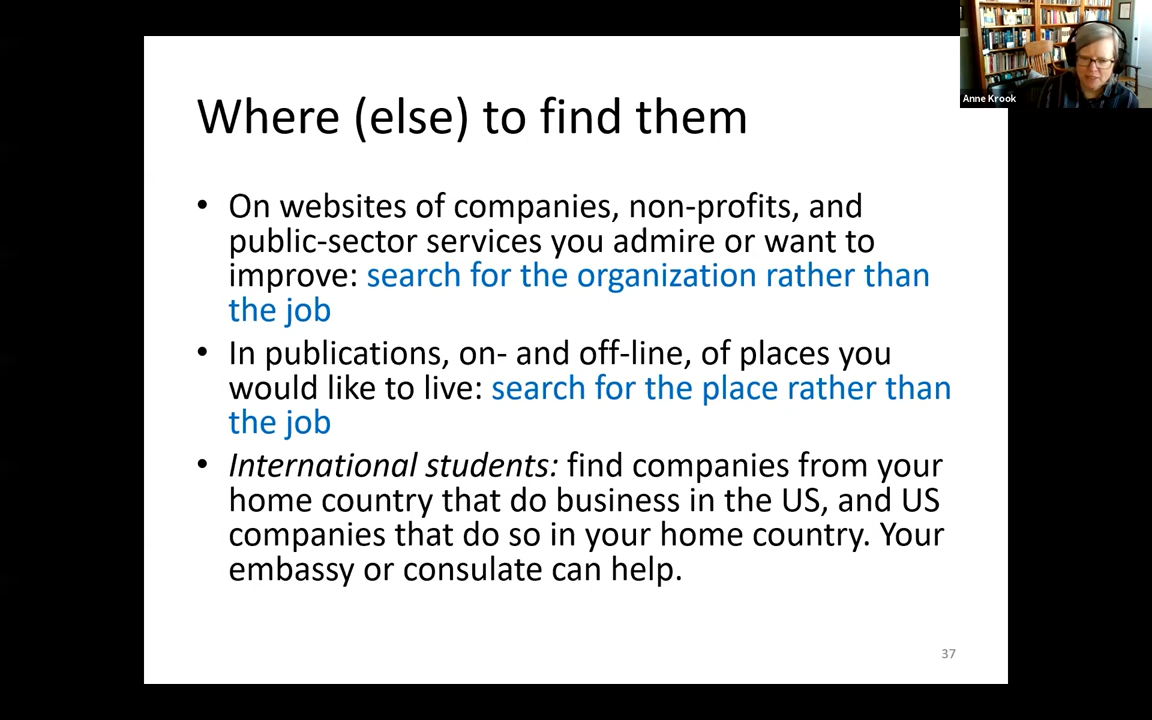 Anne Krook
Where (else) to find them
• On websites of companies, non-profits, and
public-sector services you admire or want to
improve: search for the organization rather than
the job
• In publications, on- and off-line, of places you
would like to live: search for the place rather than
the job
• International students: find companies from your
home country that do business in the US, and US
companies that do so in your home country. Your
embassy or consulate can help.
37